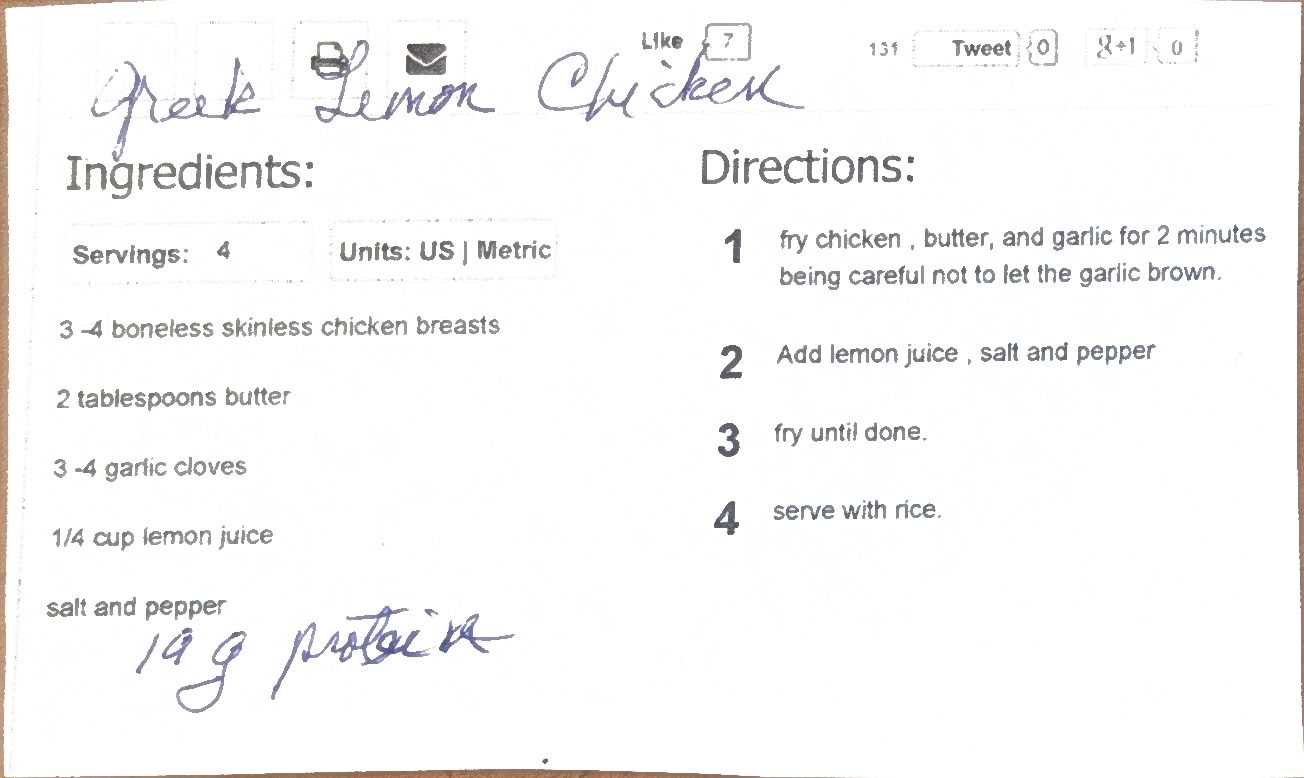 Like 7 131 Tweet 0 g+1 0
Greek Lemon Chicken
Ingredients:
Servings: 4 Units: US | Metric
3 -4 boneless skinless chicken breasts
2 tablespoons butter
3 -4 garlic cloves
1/4 cup lemon juice
salt and pepper
19 g protein
Directions:
1 fry chicken , butter, and garlic for 2 minutes
being careful not to let the garlic brown.
2 Add lemon juice , salt and pepper
3 fry until done.
4 serve with rice.